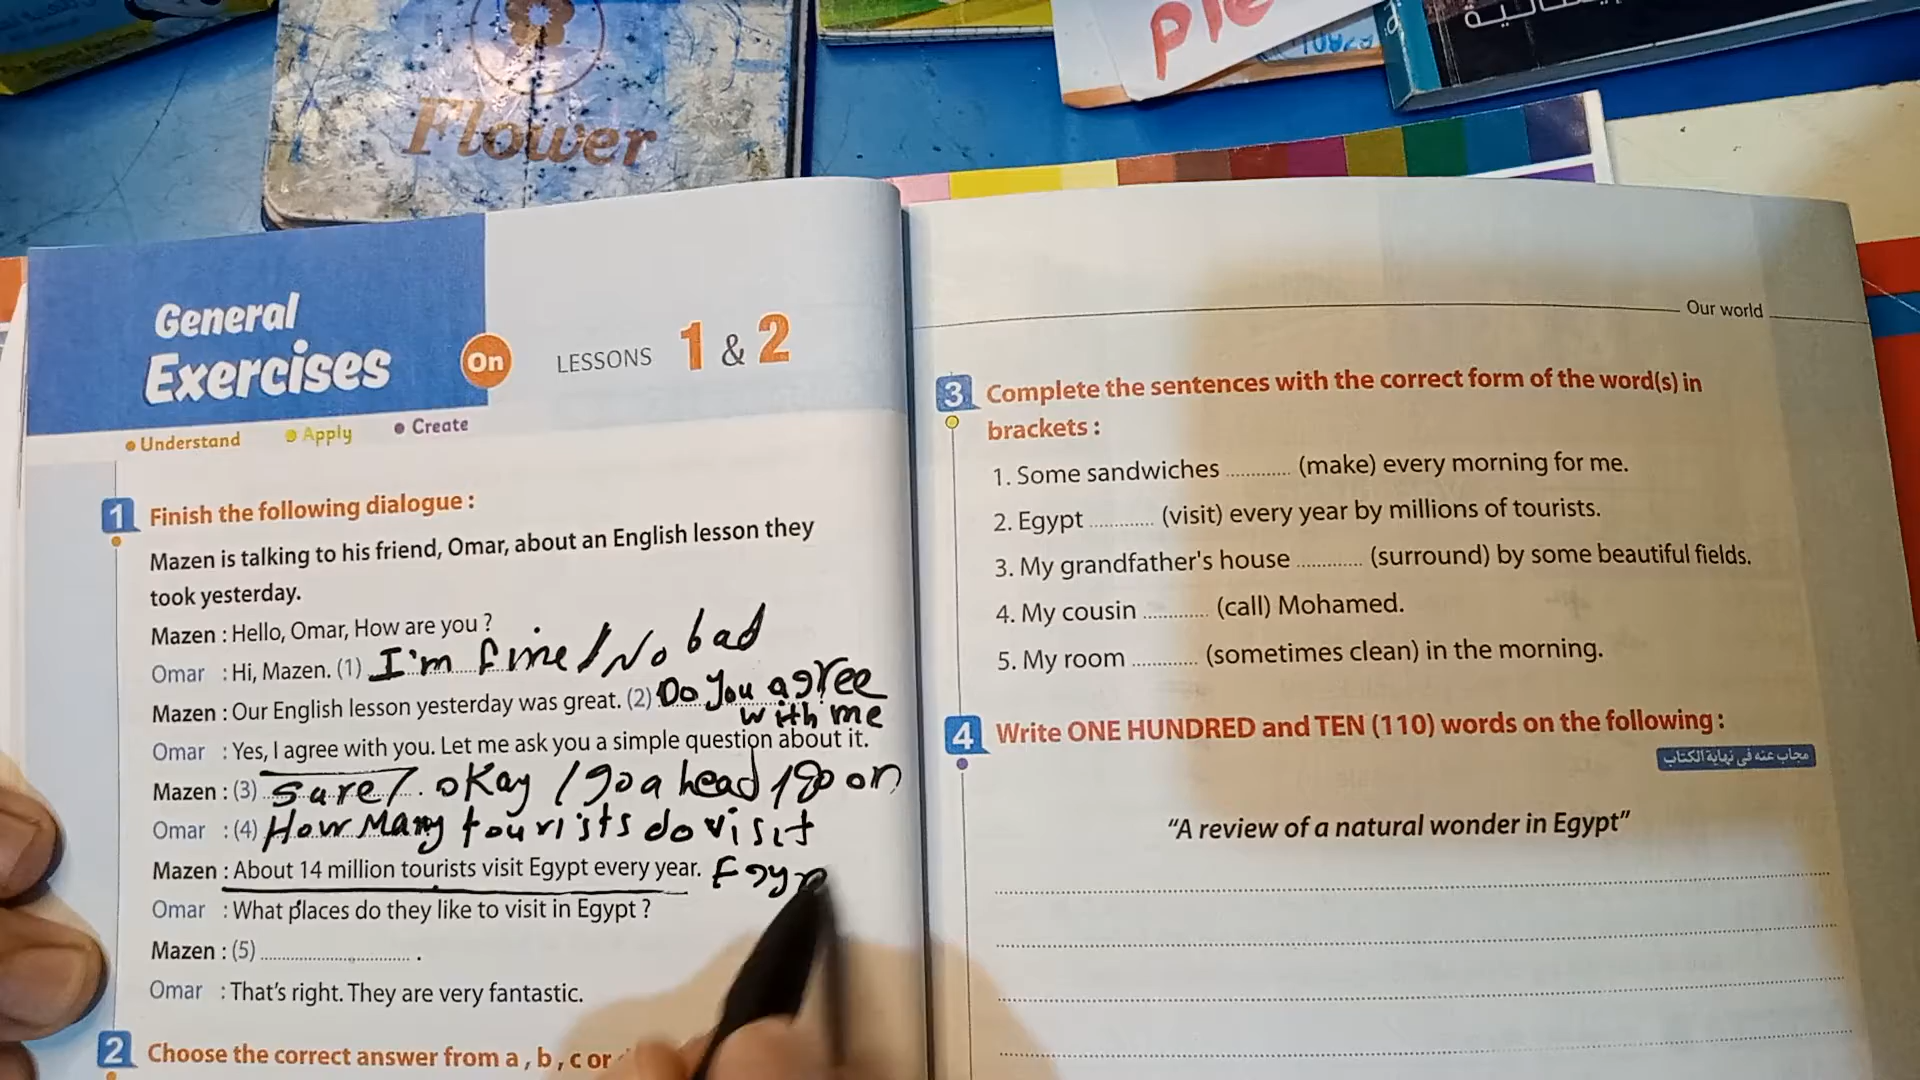 Flower
Ple
General
Exercises
On
LESSONS 1 & 2
Understand Apply Create
1 Finish the following dialogue :
Mazen is talking to his friend, Omar, about an English lesson they
took yesterday.
Mazen : Hello, Omar, How are you ?
Omar : Hi, Mazen. (1) I'm fine / No bad
Mazen : Our English lesson yesterday was great. (2) Do you agree
with me
Omar : Yes, I agree with you. Let me ask you a simple question about it.
Mazen : (3) sure / okay / go a head / go on
Omar : (4) How Many tourists do visit
Mazen : About 14 million tourists visit Egypt every year. Egyp
Omar : What places do they like to visit in Egypt ?
Mazen : (5) .................................... .
Omar : That's right. They are very fantastic.
2 Choose the correct answer from a , b , c or
Our world
3 Complete the sentences with the correct form of the word(s) in
brackets :
1. Some sandwiches ............ (make) every morning for me.
2. Egypt ............ (visit) every year by millions of tourists.
3. My grandfather's house ............ (surround) by some beautiful fields.
4. My cousin ............ (call) Mohamed.
5. My room ............ (sometimes clean) in the morning.
4 Write ONE HUNDRED and TEN (110) words on the following :
مجاب عنه فى نهاية الكتاب
"A review of a natural wonder in Egypt"